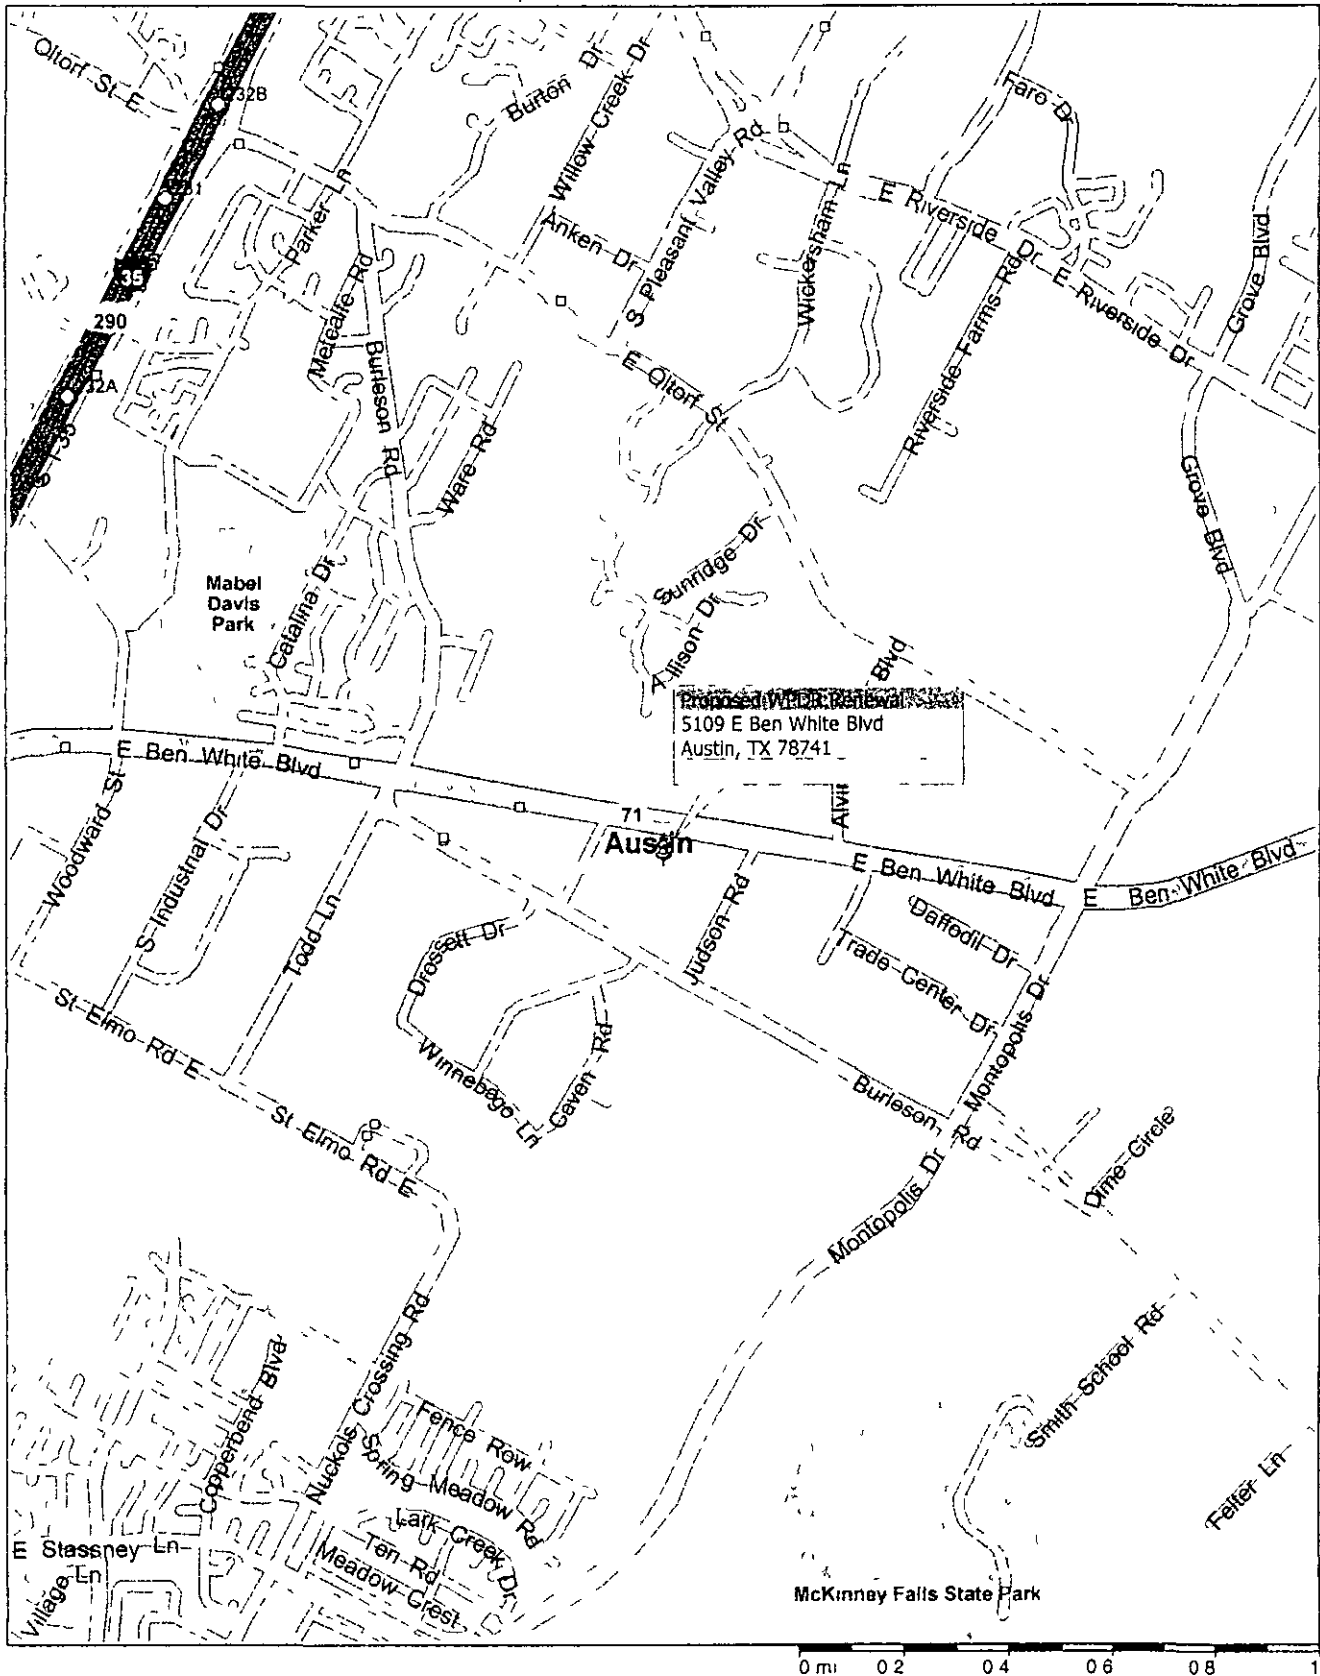 Oltorf St E
232B
Burton Dr
Willow Creek Dr
Faro Dr
S Pleasant Valley Rd
Parker Ln
Wickersham Ln
E Riverside Dr
Anken Dr
Metcalfe Rd
35
290
Riverside Farms Rd
E Riverside Dr
Grove Blvd
Burleson Rd
E Oltorf St
Ware Rd
Grove Blvd
Sunridge Dr
Mabel
Davis
Park
Catalina Dr
Allison Dr
Blvd
Proposed WPDR Renewal
5109 E Ben White Blvd
Austin, TX 78741
E Ben White Blvd
71
Austin
Alvin
E Ben White Blvd
E Ben White Blvd
Woodward St
S Industrial Dr
Todd Ln
Drossett Dr
Judson Rd
Daffodil Dr
Trade Center Dr
Montopolis Dr
St Elmo Rd E
Winnebago Ln
Gaven Rd
Burleson Rd
St Elmo Rd E
Montopolis Dr
Dime Circle
Nuckols Crossing Rd
Smith School Rd
Copperbend Blvd
Fence Row
Spring Meadow Rd
Felter Ln
Lark Creek Dr
E Stassney Ln
Ten Rd
Meadow Crest
Village Ln
McKinney Falls State Park
0 mi 0 2 0 4 0 6 0 8 1